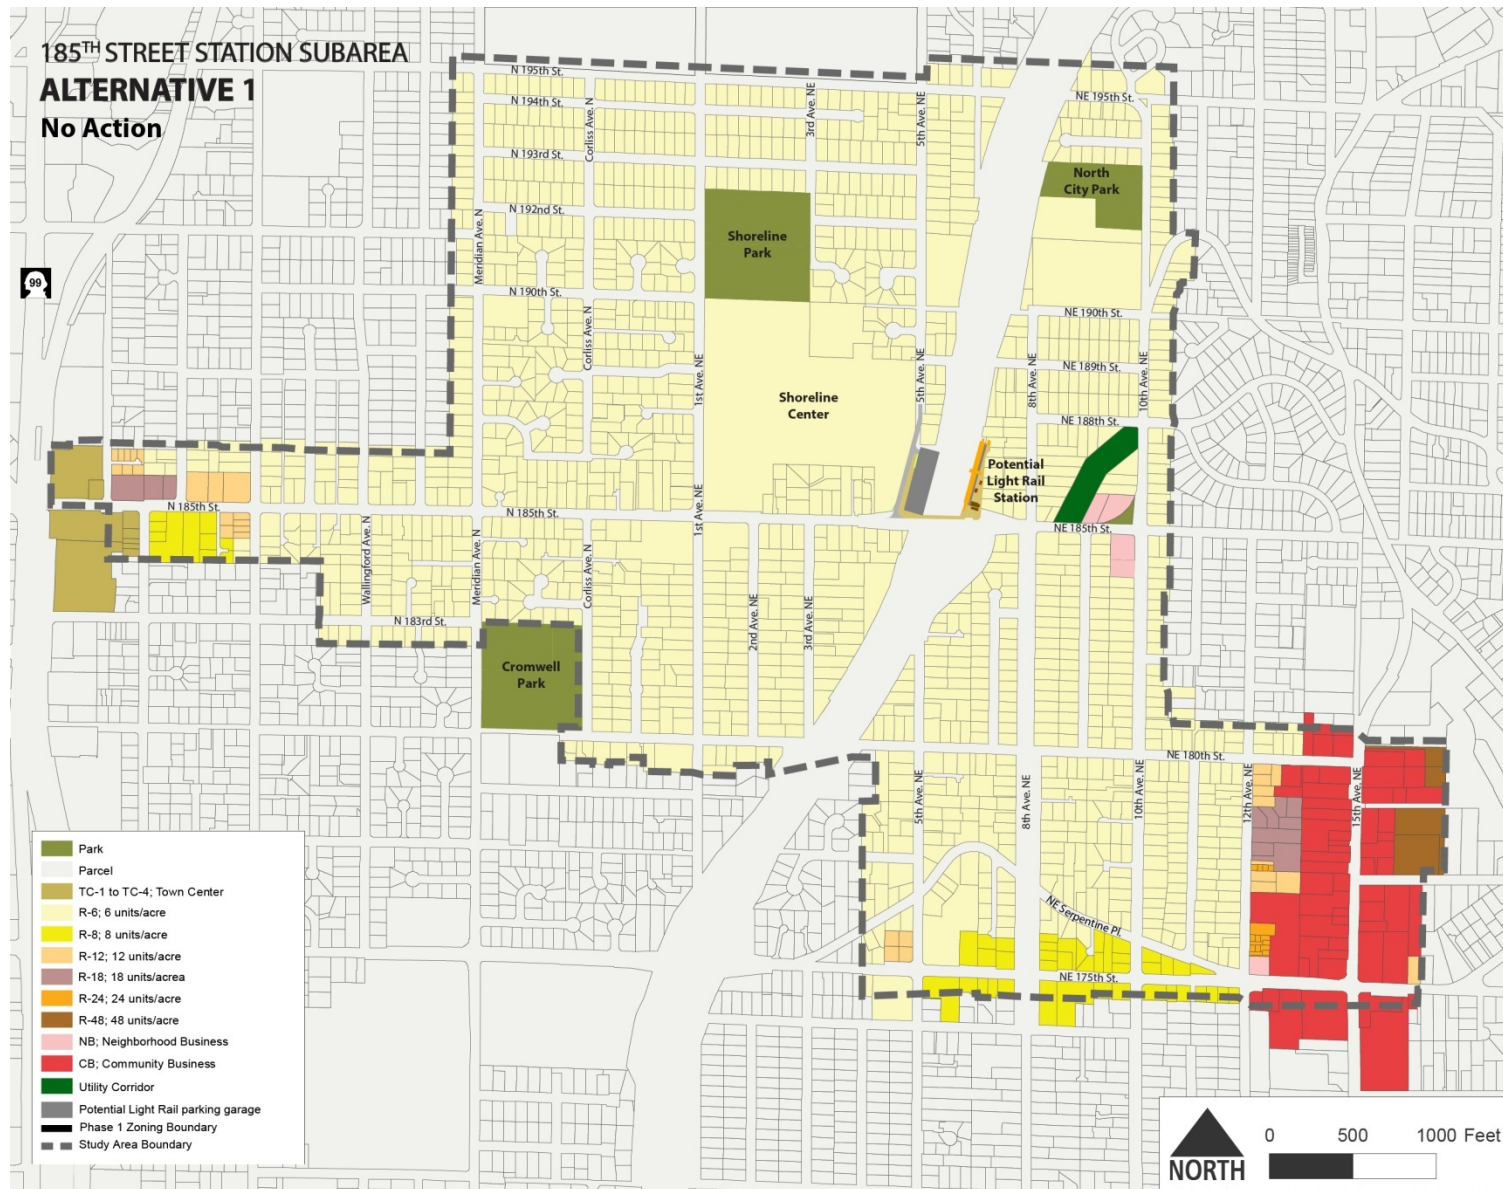 185TH STREET STATION SUBAREA
ALTERNATIVE 1
No Action
N 195th St.
N 194th St.
N 193rd St.
N 192nd St.
N 190th St.
Corliss Ave. N
Meridian Ave. N
Corliss Ave. N
3rd Ave. NE
5th Ave. NE
NE 195th St.
North
City Park
Shoreline
Park
99
NE 190th St.
NE 189th St.
NE 188th St.
1st Ave. NE
5th Ave. NE
8th Ave. NE
10th Ave. NE
Shoreline
Center
Potential
Light Rail
Station
N 185th St.
N 185th St.
1st Ave. NE
NE 185th St.
Wallingford Ave. N
Meridian Ave. N
Corliss Ave. N
N 183rd St.
2nd Ave. NE
3rd Ave. NE
Cromwell
Park
NE 180th St.
5th Ave. NE
8th Ave. NE
10th Ave. NE
12th Ave. NE
15th Ave. NE
NE Serpentine Pl.
NE 175th St.
Park
Parcel
TC-1 to TC-4; Town Center
R-6; 6 units/acre
R-8; 8 units/acre
R-12; 12 units/acre
R-18; 18 units/acrea
R-24; 24 units/acre
R-48; 48 units/acre
NB; Neighborhood Business
CB; Community Business
Utility Corridor
Potential Light Rail parking garage
Phase 1 Zoning Boundary
Study Area Boundary
NORTH
0 500 1000 Feet